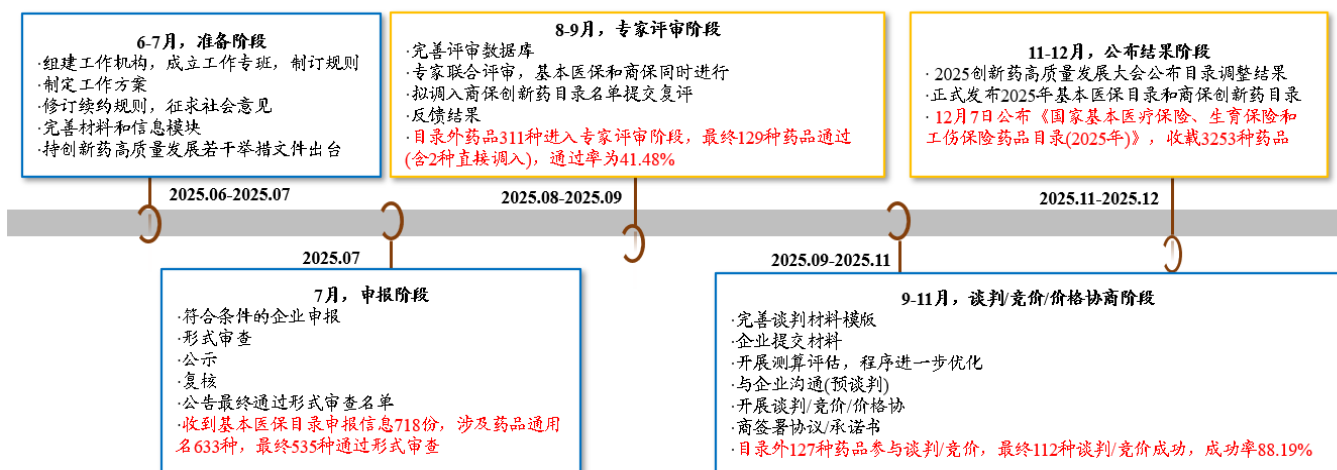 6-7月，准备阶段
·组建工作机构，成立工作专班，制订规则
·制定工作方案
·修订续约规则，征求社会意见
·完善材料和信息模块
·持创新药高质量发展若干举措文件出台
8-9月，专家评审阶段
·完善评审数据库
·专家联合评审，基本医保和商保同时进行
·拟调入商保创新药目录名单提交复评
·反债结果
·目录外药品311种进入专家评审阶段，最终129种药品通过
(含2种直接调入)，通过率为41.48%
11-12月，公布结果阶段
· 2025创新药高质量发展大会公布目录调整结果
·正式发布2025年基本医保目录和商保创新药目录
· 12月7日公布《国家基本医疗保险、生育保险和
工伤保险药品目录(2025年)》，收载3253种药品
2025.06-2025.07
2025.08-2025.09
2025.11-2025.12
2025.07
2025.09-2025.11
7月，申报阶段
·符合条件的企业申报
·形式审查
·公示
·复核
·公告最终通过形式审查名单
·收到基本医保目录申报信息718份，涉及药品通用
名633种，最终535种通过形式审查
9-11月，谈判/竞价/价格协商阶段
·完善谈判材料模版
·企业提交材料
·开展测算评估，程序进一步优化
·与企业沟通(预谈判)
·开展谈判/竞价/价格协
·商签署协议/承诺书
·目录外127种药品参与谈判/竞价，最终112种谈判/竞价成功，成功率88.19%